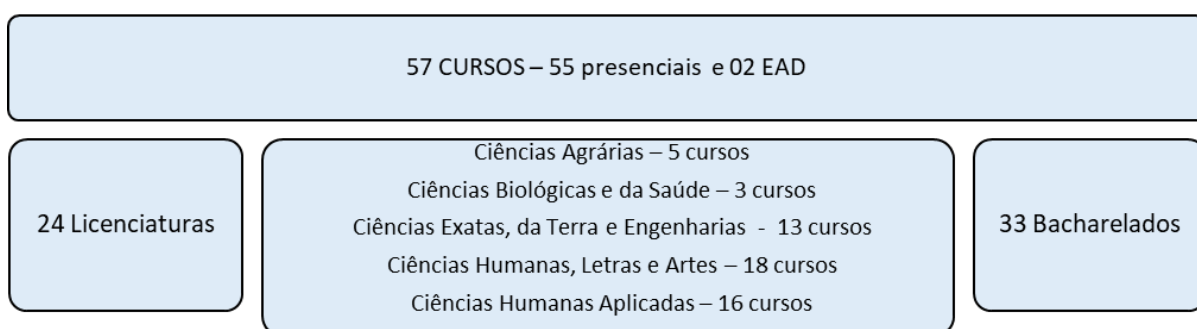 57 CURSOS – 55 presenciais e 02 EAD
24 Licenciaturas
Ciências Agrárias – 5 cursos
Ciências Biológicas e da Saúde – 3 cursos
Ciências Exatas, da Terra e Engenharias - 13 cursos
Ciências Humanas, Letras e Artes – 18 cursos
Ciências Humanas Aplicadas – 16 cursos
33 Bacharelados